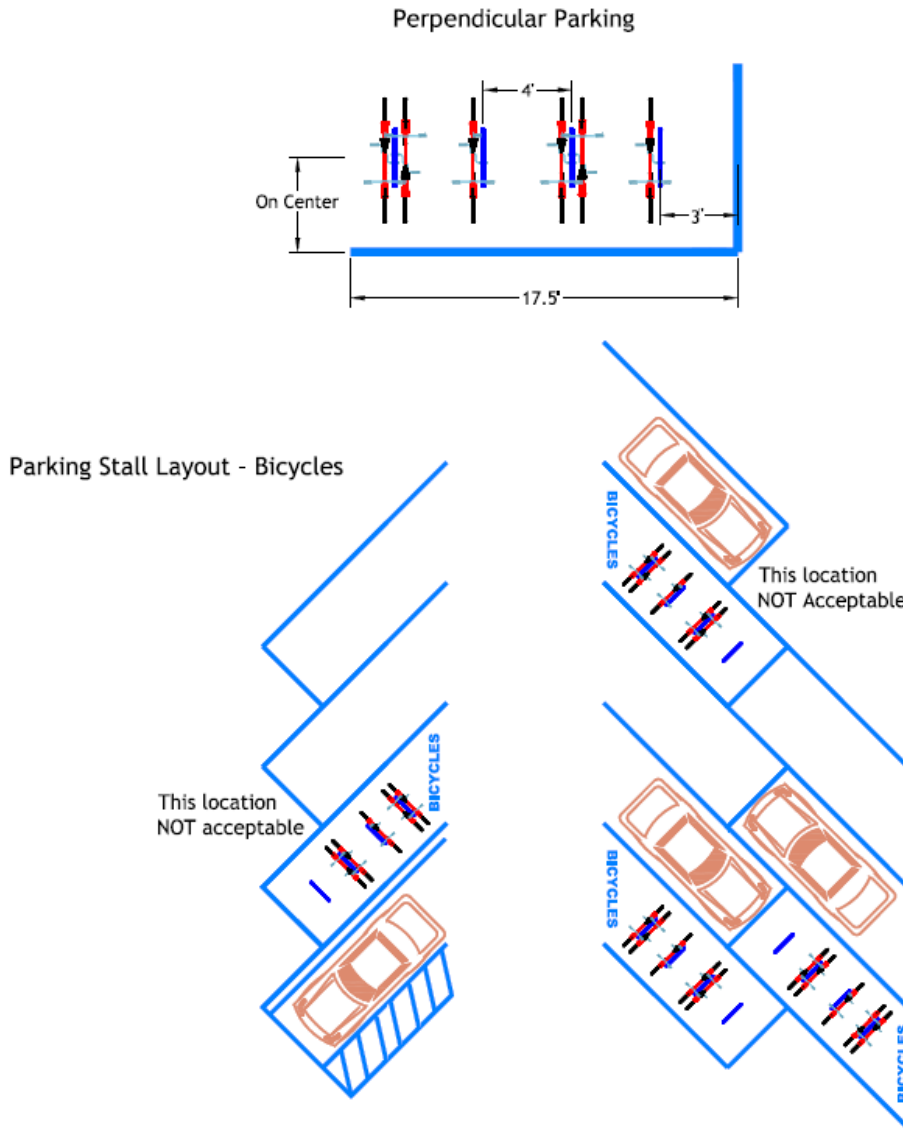 Perpendicular Parking
4'
On Center
3'
17.5'
Parking Stall Layout - Bicycles
BICYCLES
This location
NOT Acceptable
BICYCLES
This location
NOT acceptable
BICYCLES
BICYCLES